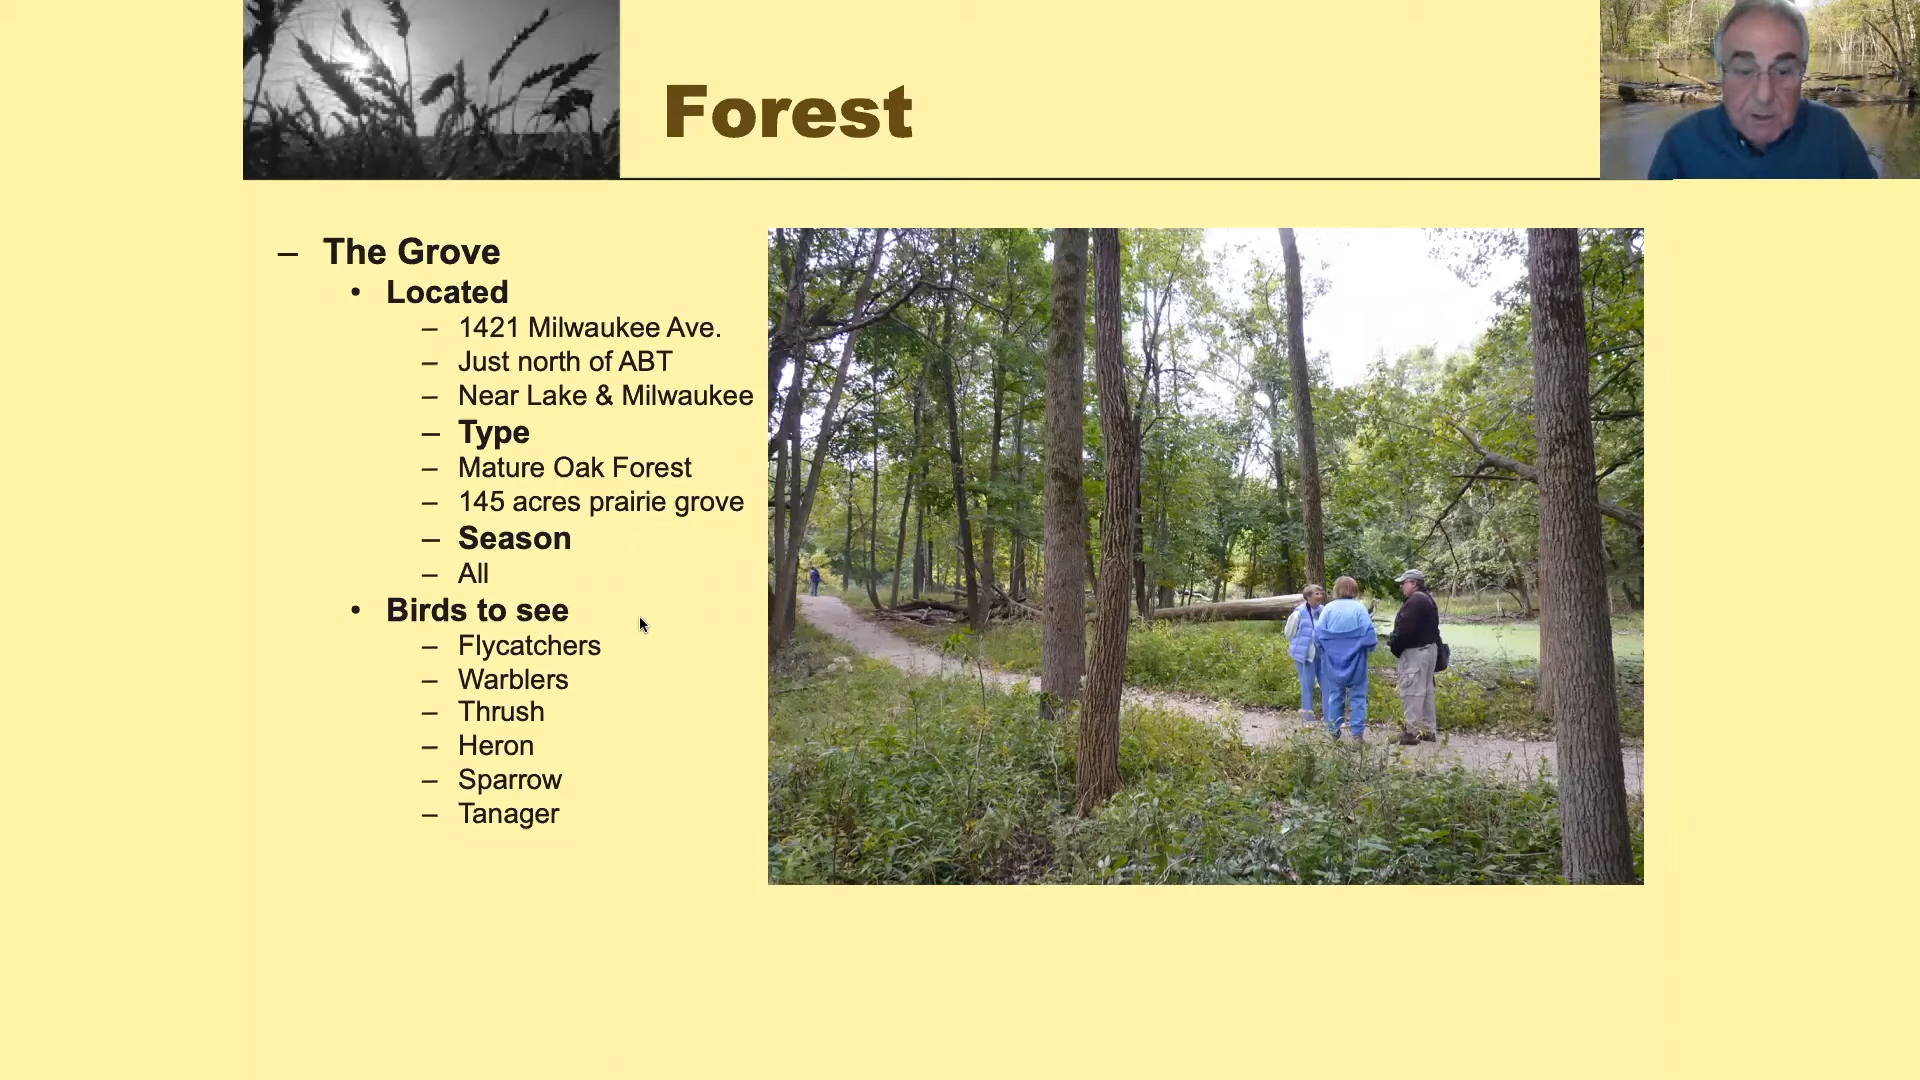 Forest
– The Grove
• Located
– 1421 Milwaukee Ave.
– Just north of ABT
– Near Lake & Milwaukee
– Type
– Mature Oak Forest
– 145 acres prairie grove
– Season
– All
• Birds to see
– Flycatchers
– Warblers
– Thrush
– Heron
– Sparrow
– Tanager